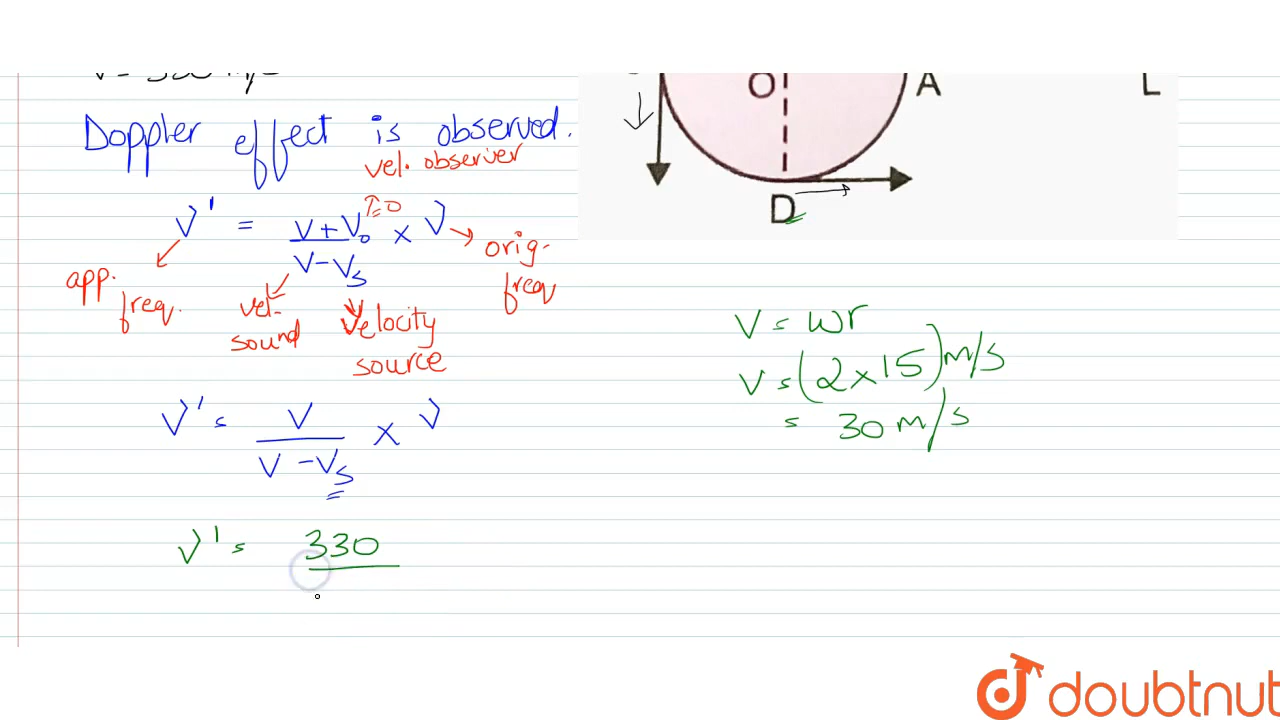 Doppler effect is observed.
vel. observer
ν' = V + V₀ / V - Vs × ν
↑=0
app. freq.
vel. sound
Velocity source
orig. freq
ν' = V / V - Vs × ν
ν' = 330
O
A
L
D
V = ωr
V = (2 × 15) m/s
= 30 m/s
doubtnut